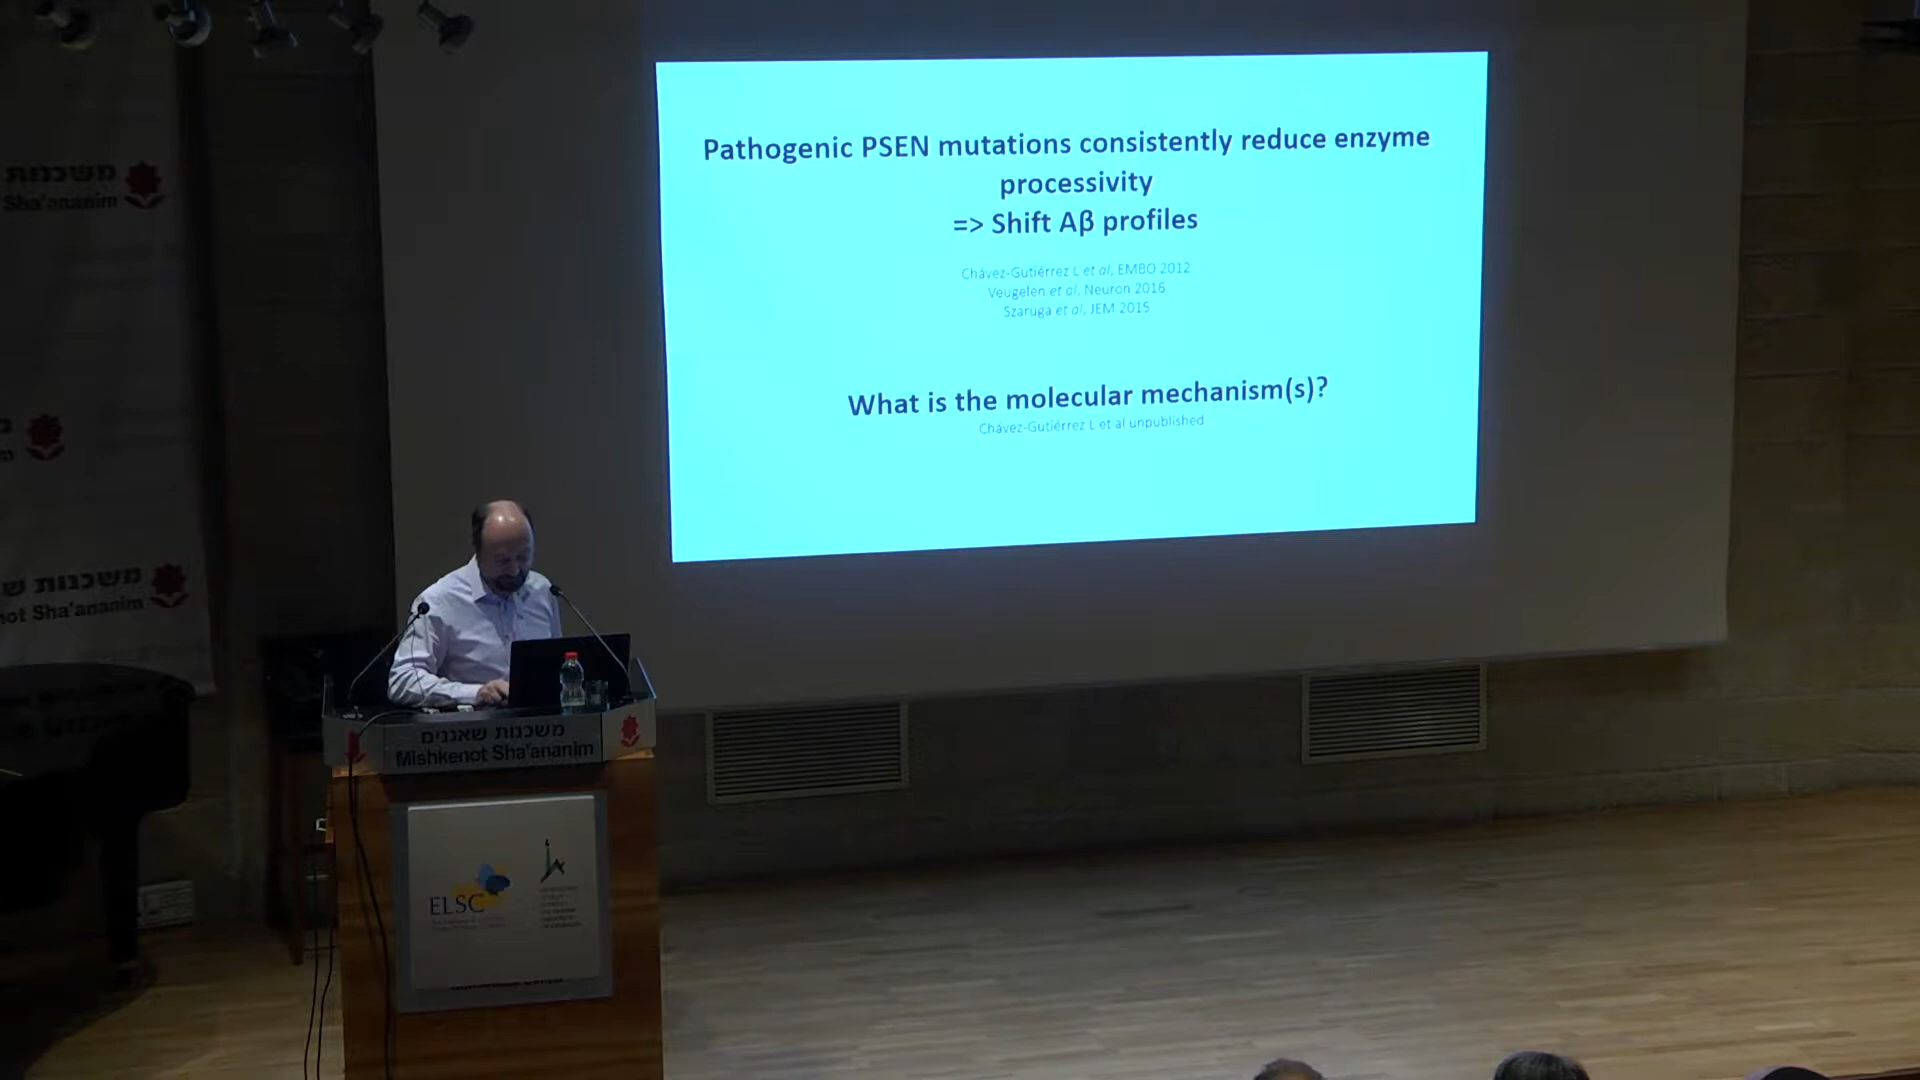 Pathogenic PSEN mutations consistently reduce enzyme
processivity
=> Shift Aβ profiles
Chávez-Gutiérrez L et al, EMBO 2012
Veugelen et al, Neuron 2016
Szaruga et al, JEM 2015
What is the molecular mechanism(s)?
Chávez-Gutiérrez L et al unpublished
משכנות
Sha'ananim
משכנות ש
not Sha'ananim
משכנות שאננים
Mishkenot Sha'ananim
ELSC